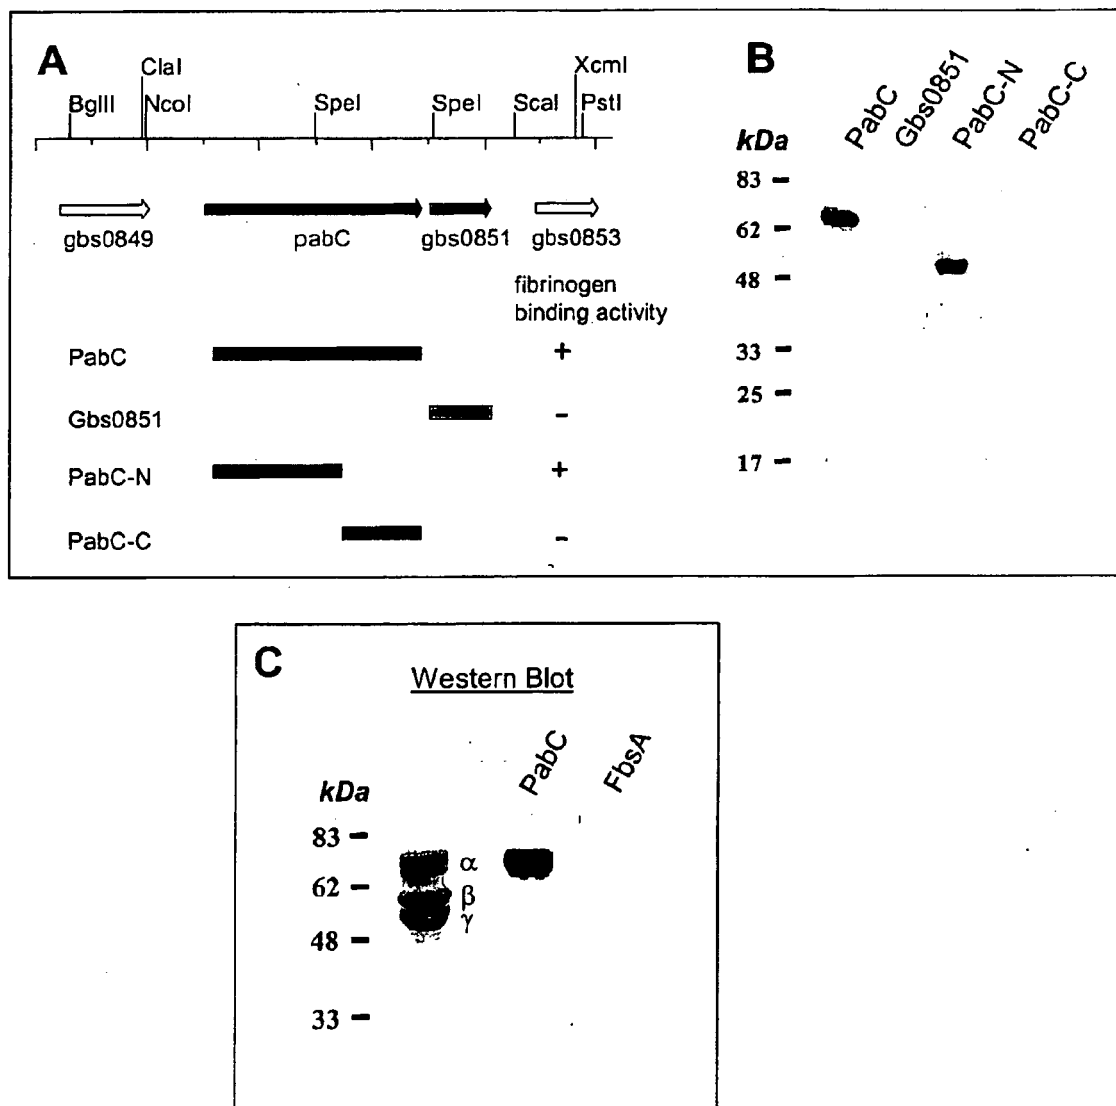 A
ClaI
XcmI
BglII
NcoI
SpeI
SpeI
ScaI
PstI
gbs0849
pabC
gbs0851
gbs0853
fibrinogen
binding activity
PabC
+
Gbs0851
-
PabC-N
+
PabC-C
-
B
PabC
Gbs0851
PabC-N
PabC-C
kDa
83
62
48
33
25
17
C
Western Blot
PabC
FbsA
kDa
83
α
62
β
γ
48
33